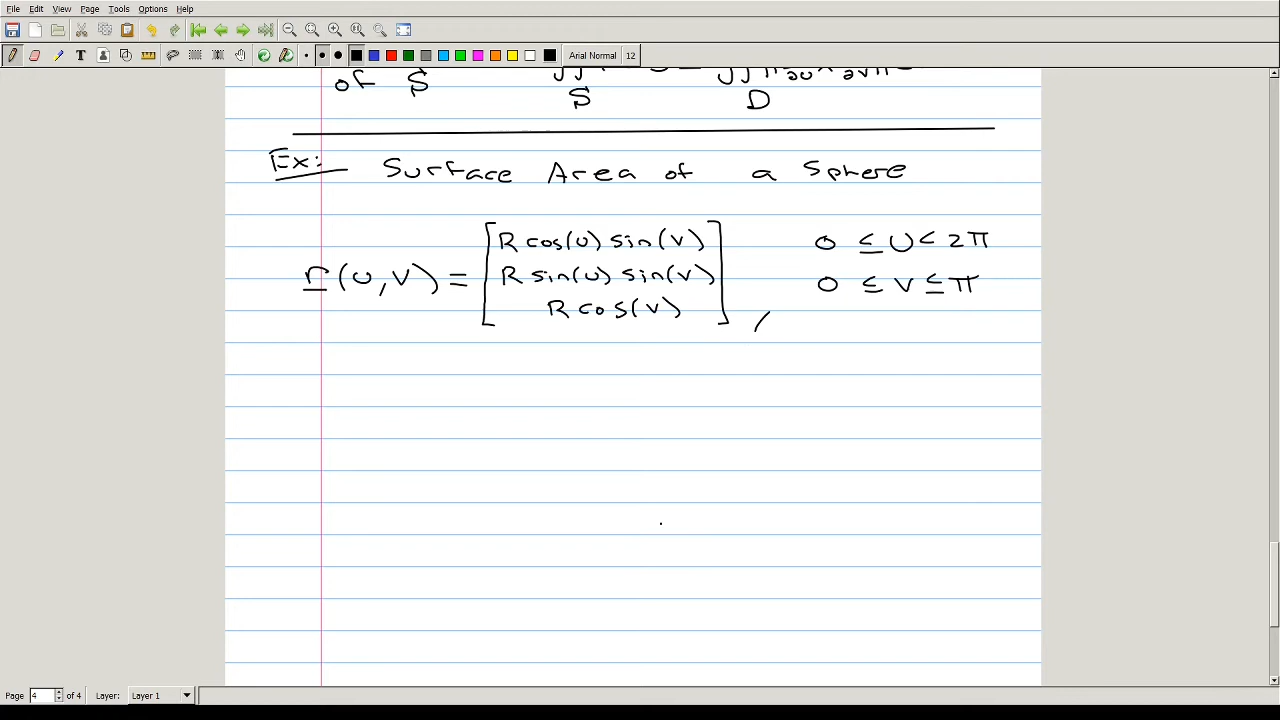 File Edit View Page Tools Options Help
Arial Normal 12
of S S D
Ex: Surface Area of a Sphere
r(u,v) = [R cos(u) sin(v)
R sin(u) sin(v)
R cos(v)],
0 ≤ u < 2π
0 ≤ v ≤ π
Page 4 of 4 Layer: Layer 1